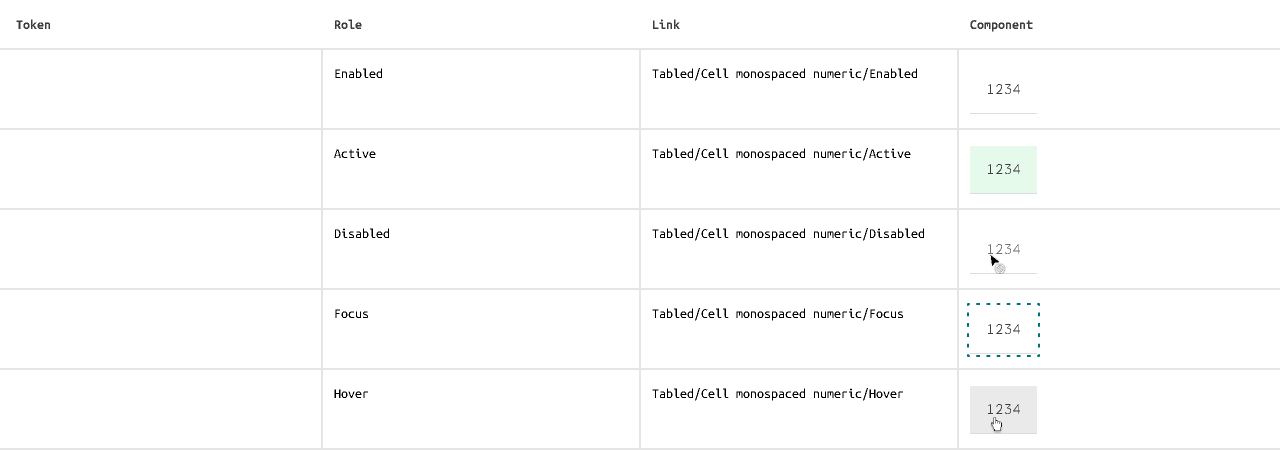 Token Role Link Component
Enabled Tabled/Cell monospaced numeric/Enabled 1234
Active Tabled/Cell monospaced numeric/Active 1234
Disabled Tabled/Cell monospaced numeric/Disabled 1234
Focus Tabled/Cell monospaced numeric/Focus 1234
Hover Tabled/Cell monospaced numeric/Hover 1234